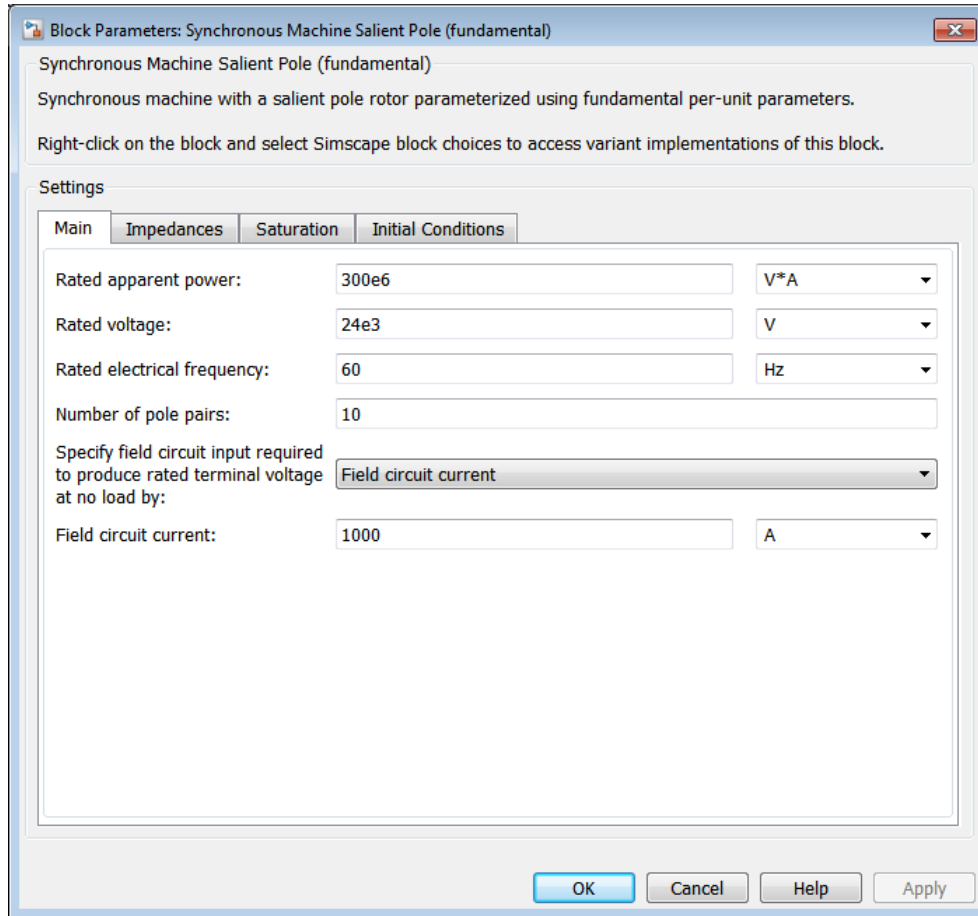 Block Parameters: Synchronous Machine Salient Pole (fundamental)
Synchronous Machine Salient Pole (fundamental)
Synchronous machine with a salient pole rotor parameterized using fundamental per-unit parameters.
Right-click on the block and select Simscape block choices to access variant implementations of this block.
Settings
Main Impedances Saturation Initial Conditions
Rated apparent power: 300e6 V*A
Rated voltage: 24e3 V
Rated electrical frequency: 60 Hz
Number of pole pairs: 10
Specify field circuit input required
to produce rated terminal voltage Field circuit current
at no load by:
Field circuit current: 1000 A
OK Cancel Help Apply